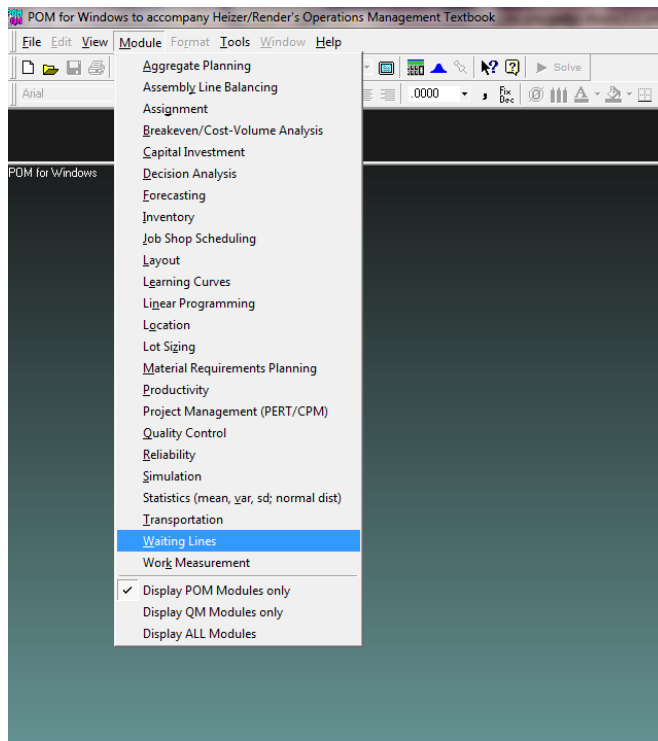 POM for Windows to accompany Heizer/Render's Operations Management Textbook
File Edit View Module Format Tools Window Help
Solve
Arial
.0000
Fix
Dec
POM for Windows
Aggregate Planning
Assembly Line Balancing
Assignment
Breakeven/Cost-Volume Analysis
Capital Investment
Decision Analysis
Forecasting
Inventory
Job Shop Scheduling
Layout
Learning Curves
Linear Programming
Location
Lot Sizing
Material Requirements Planning
Productivity
Project Management (PERT/CPM)
Quality Control
Reliability
Simulation
Statistics (mean, var, sd; normal dist)
Transportation
Waiting Lines
Work Measurement
Display POM Modules only
Display QM Modules only
Display ALL Modules